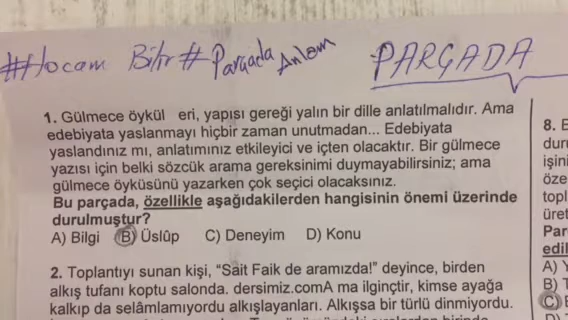 #Hocam Bitir # Parçada Anlam
PARÇADA
1. Gülmece öykül eri, yapısı gereği yalın bir dille anlatılmalıdır. Ama
edebiyata yaslanmayı hiçbir zaman unutmadan... Edebiyata
yaslandınız mı, anlatımınız etkileyici ve içten olacaktır. Bir gülmece
yazısı için belki sözcük arama gereksinimi duymayabilirsiniz; ama
gülmece öyküsünü yazarken çok seçici olacaksınız.
Bu parçada, özellikle aşağıdakilerden hangisinin önemi üzerinde
durulmuştur?
A) Bilgi B) Üslûp C) Deneyim D) Konu
2. Toplantıyı sunan kişi, “Sait Faik de aramızda!” deyince, birden
alkış tufanı koptu salonda. dersimiz.comA ma ilginçtir, kimse ayağa
kalkıp da selâmlamıyordu alkışlayanları. Alkışsa bir türlü dinmiyordu.
8. E
duru
işini
öze
topl
üret
Par
edil
A) Y
B) T
C) E